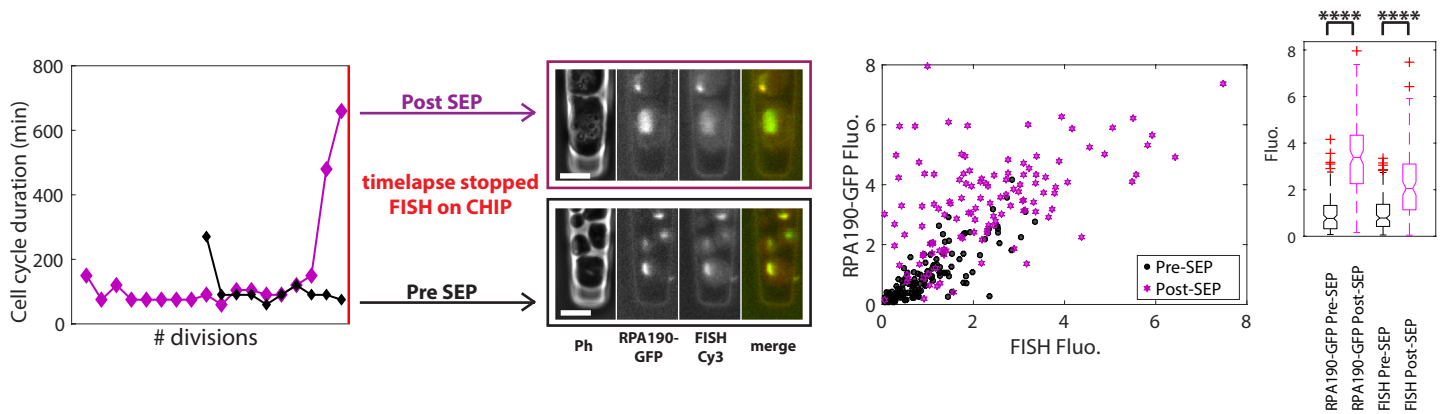 Cell cycle duration (min)
800
600
400
200
0
# divisions
Post SEP
timelapse stopped
FISH on CHIP
Pre SEP
Ph
RPA190-
GFP
FISH
Cy3
merge
RPA190-GFP Fluo.
8
6
4
2
0
0
2
4
6
8
FISH Fluo.
Pre-SEP
Post-SEP
****
****
Fluo.
8
6
4
2
0
RPA190-GFP Pre-SEP
RPA190-GFP Post-SEP
FISH Pre-SEP
FISH Post-SEP